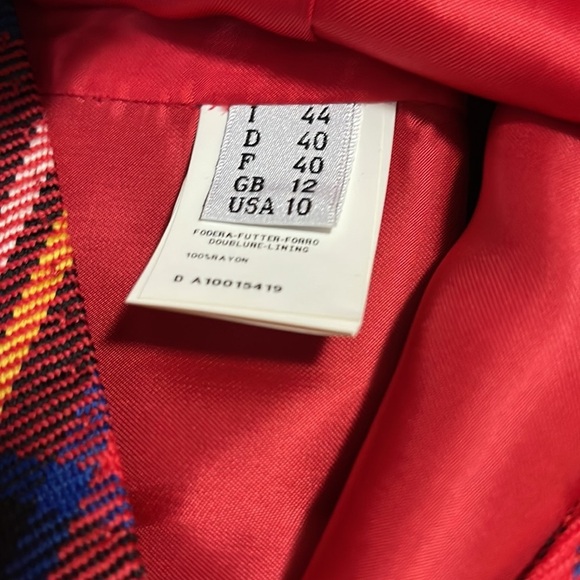 I 44
D 40
F 40
GB 12
USA 10
FODERA-FUTTER-FORRO
DOUBLURE-LINING
100%RAYON
D A10015419